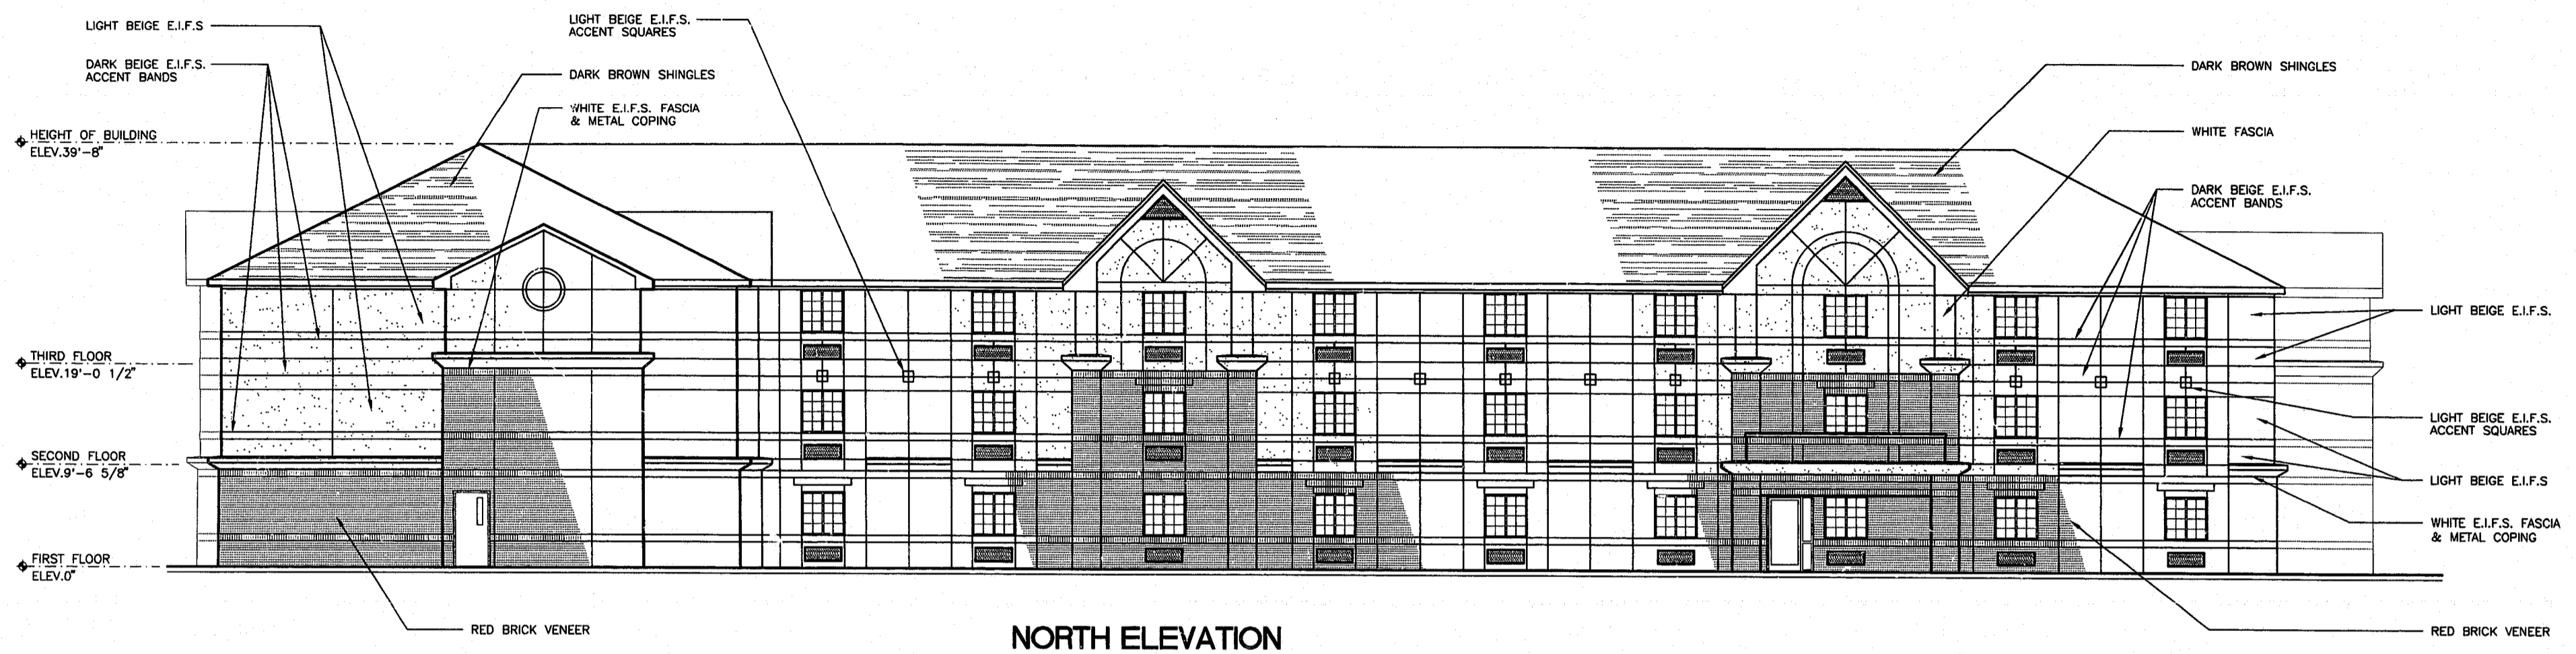 LIGHT BEIGE E.I.F.S
DARK BEIGE E.I.F.S.
ACCENT BANDS
LIGHT BEIGE E.I.F.S.
ACCENT SQUARES
DARK BROWN SHINGLES
WHITE E.I.F.S. FASCIA
& METAL COPING
HEIGHT OF BUILDING
ELEV.39'-8"
THIRD FLOOR
ELEV.19'-0 1/2"
SECOND FLOOR
ELEV.9'-6 5/8"
FIRST FLOOR
ELEV.0"
RED BRICK VENEER
NORTH ELEVATION
DARK BROWN SHINGLES
WHITE FASCIA
DARK BEIGE E.I.F.S.
ACCENT BANDS
LIGHT BEIGE E.I.F.S.
LIGHT BEIGE E.I.F.S.
ACCENT SQUARES
LIGHT BEIGE E.I.F.S
WHITE E.I.F.S. FASCIA
& METAL COPING
RED BRICK VENEER